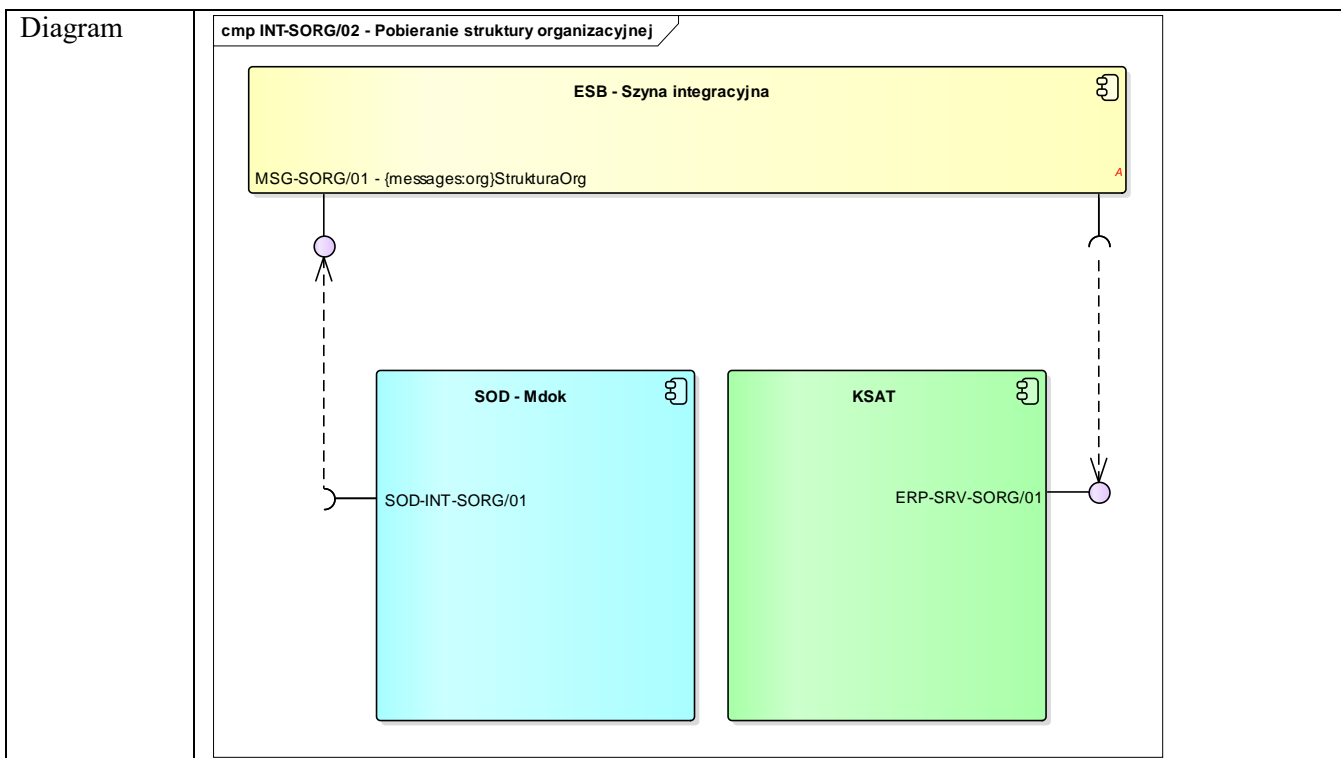 Diagram
cmp INT-SORG/02 - Pobieranie struktury organizacyjnej
ESB - Szyna integracyjna
MSG-SORG/01 - {messages:org}StrukturaOrg
A
SOD - Mdok
KSAT
SOD-INT-SORG/01
ERP-SRV-SORG/01